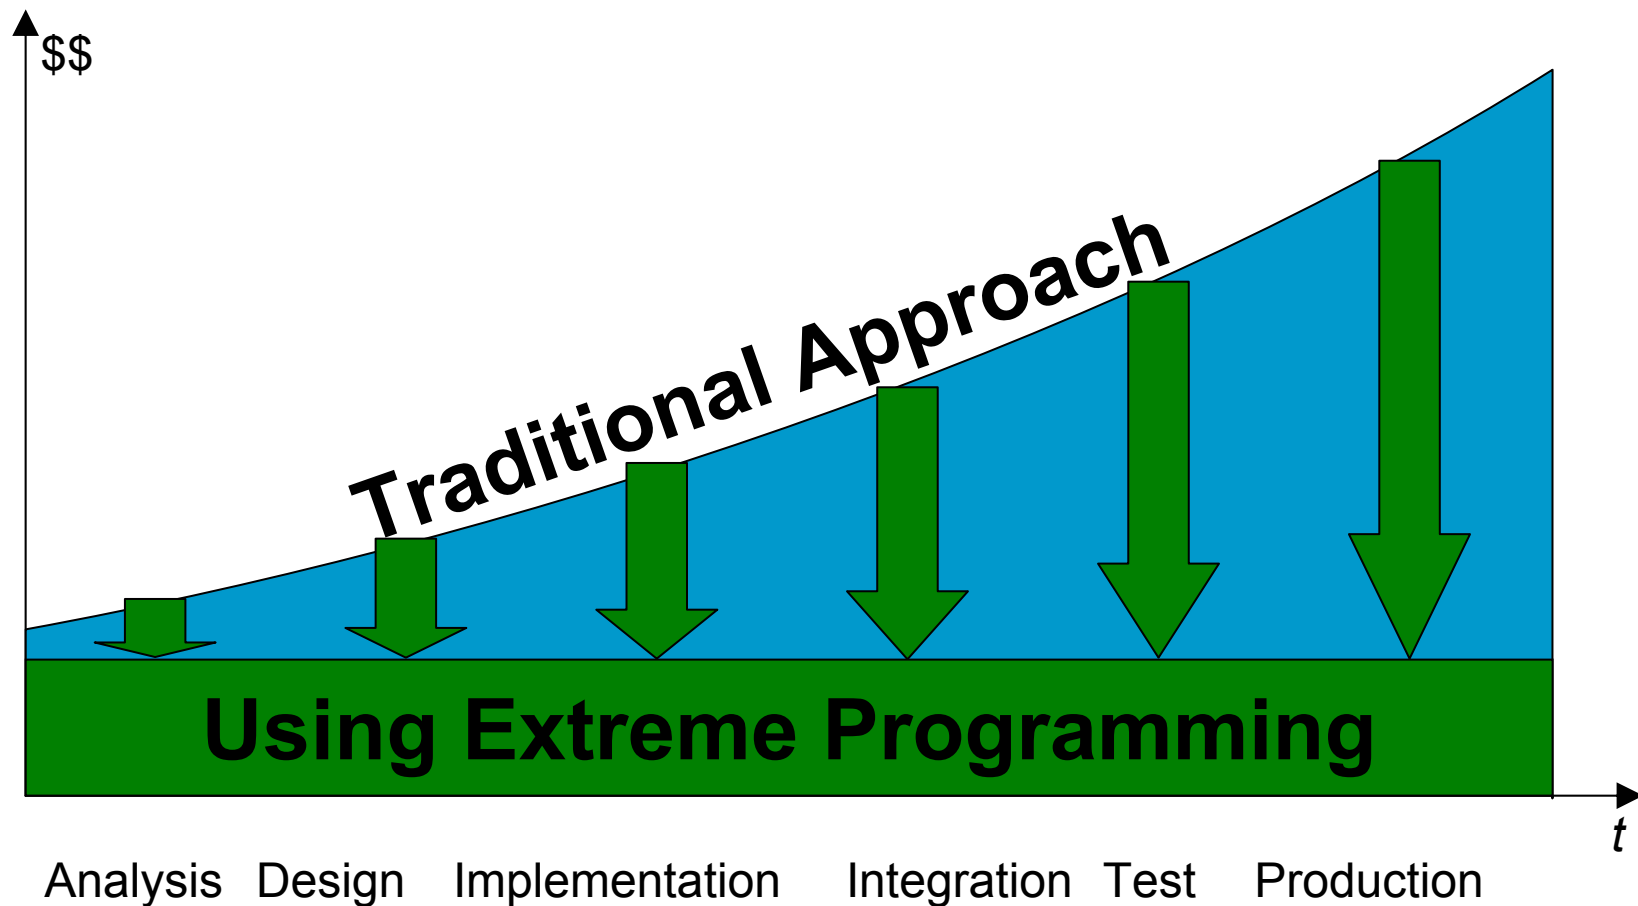 $$
Traditional Approach
Using Extreme Programming
t
Analysis Design Implementation Integration Test Production